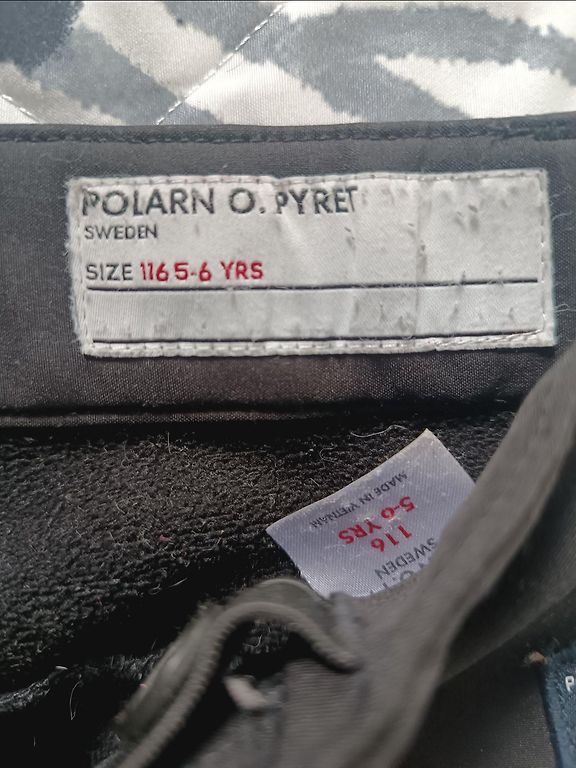 POLARN O. PYRET
SWEDEN
SIZE 116 5-6 YRS
SWEDEN
116
5-6 YRS
MADE IN VIETNAM